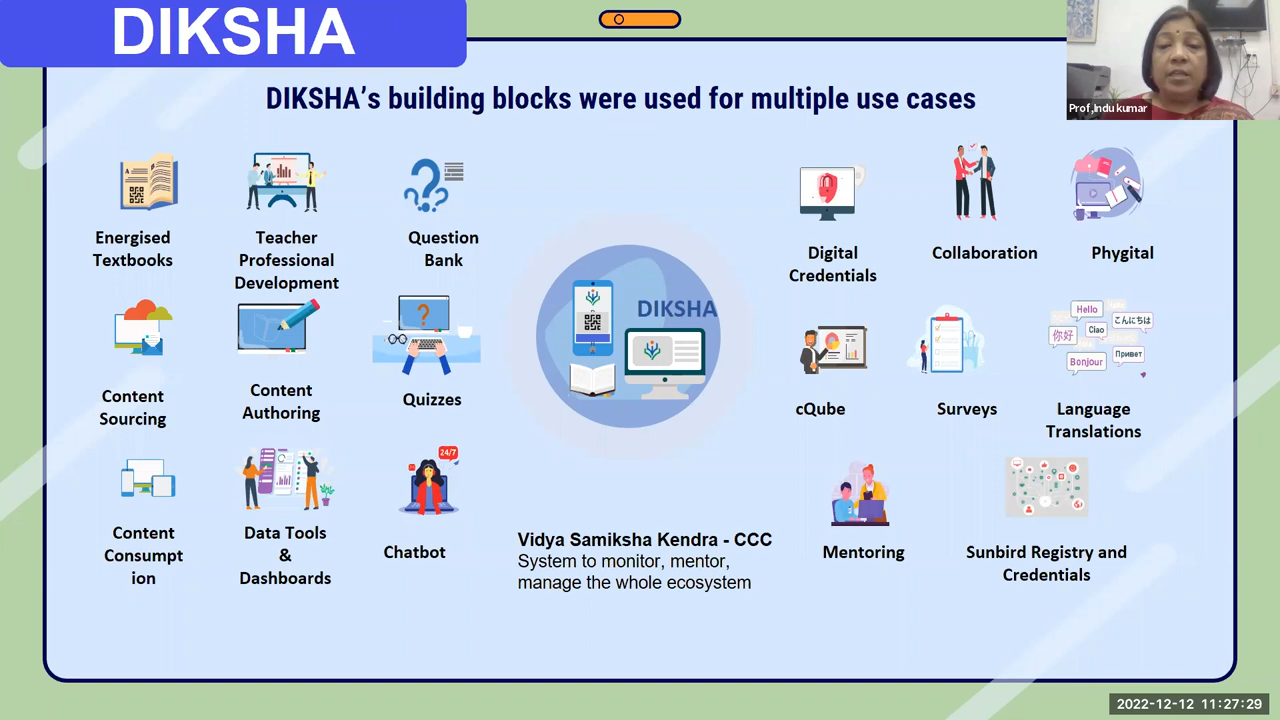 DIKSHA
Prof,Indu kumar
DIKSHA's building blocks were used for multiple use cases
Energised
Textbooks
Teacher
Professional
Development
Question
Bank
Digital
Credentials
Collaboration
Phygital
DIKSHA
Content
Sourcing
Content
Authoring
?
Quizzes
cQube
Surveys
Hello
こんにちは
你好
Ciao
Bonjour
Привет
Language
Translations
Content
Consumpt
ion
Data Tools
&
Dashboards
24/7
Chatbot
Vidya Samiksha Kendra - CCC
System to monitor, mentor,
manage the whole ecosystem
Mentoring
Sunbird Registry and
Credentials
2022-12-12 11:27:29